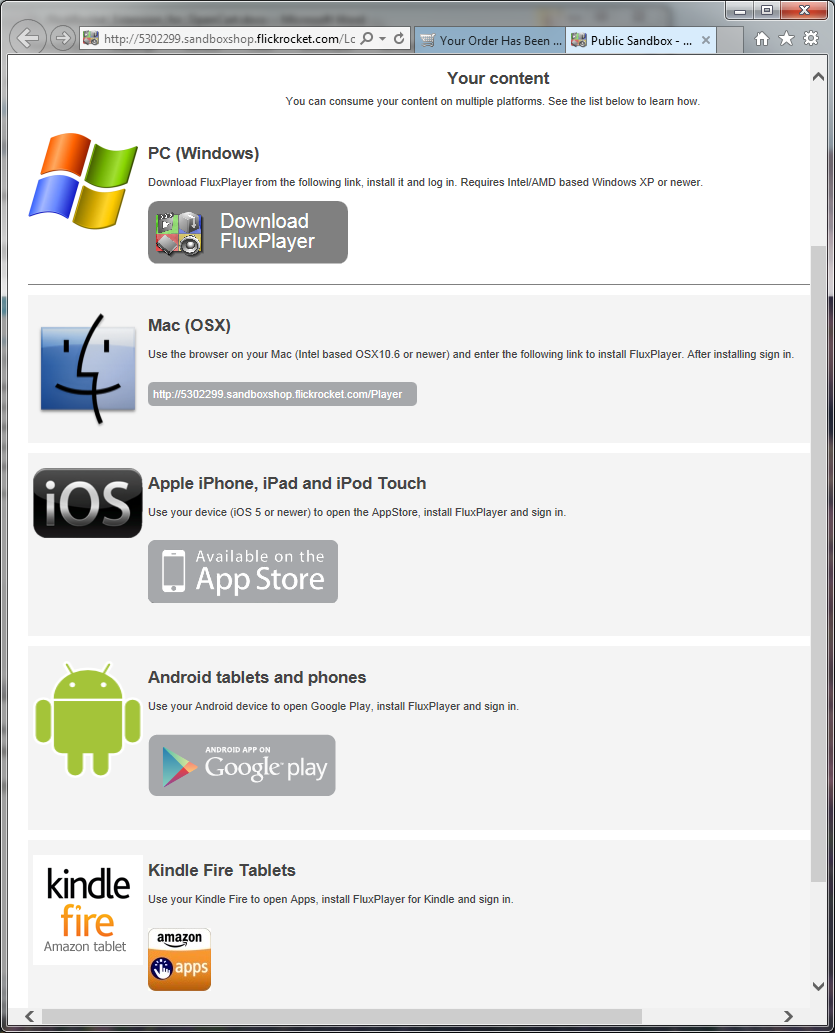 http://5302299.sandboxshop.flickrocket.com/Lc
Your Order Has Been ...
Public Sandbox - ...
Your content
You can consume your content on multiple platforms. See the list below to learn how.
PC (Windows)
Download FluxPlayer from the following link, install it and log in. Requires Intel/AMD based Windows XP or newer.
Download
FluxPlayer
Mac (OSX)
Use the browser on your Mac (Intel based OSX10.6 or newer) and enter the following link to install FluxPlayer. After installing sign in.
http://5302299.sandboxshop.flickrocket.com/Player
iOS
Apple iPhone, iPad and iPod Touch
Use your device (iOS 5 or newer) to open the AppStore, install FluxPlayer and sign in.
Available on the
App Store
Android tablets and phones
Use your Android device to open Google Play, install FluxPlayer and sign in.
ANDROID APP ON
Google play
kindle
fire
Amazon tablet
Kindle Fire Tablets
Use your Kindle Fire to open Apps, install FluxPlayer for Kindle and sign in.
amazon
apps